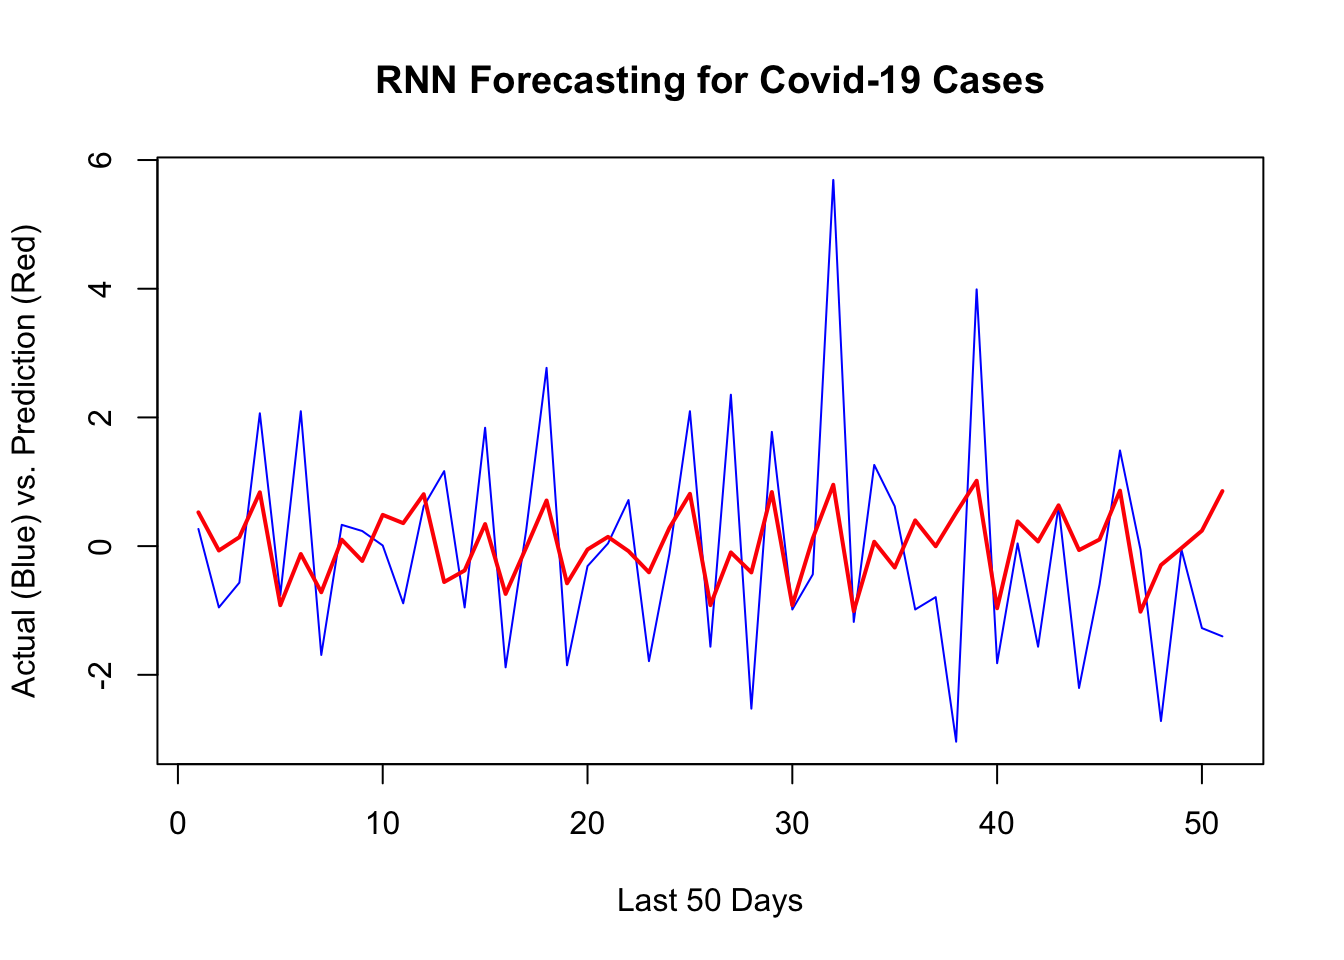 RNN Forecasting for Covid-19 Cases
Actual (Blue) vs. Prediction (Red)
6
4
2
0
-2
0 10 20 30 40 50
Last 50 Days